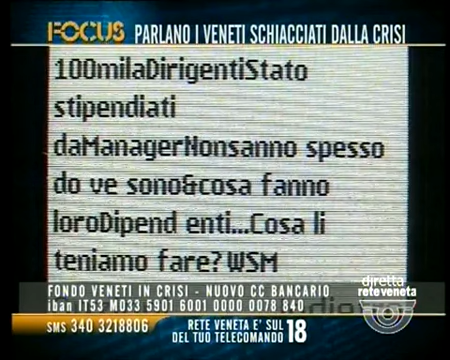 FOCUS PARLANO I VENETI SCHIACCIATI DALLA CRISI
100milaDirigentiStato
stipendiati
daManagerNonsanno spesso
do ve sono&cosa fanno
loroDipend enti...Cosa li
teniamo fare? WSM
diretta
reteveneta
FONDO VENETI IN CRISI - NUOVO CC BANCARIO
iban IT53 M033 5901 6001 0000 0078 840
SMS 340 3218806
RETE VENETA E' SUL
DEL TUO TELECOMANDO 18